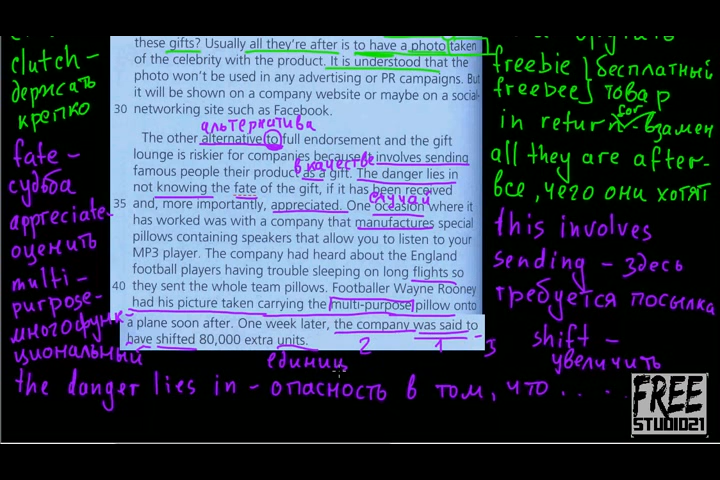 clutch –
держать
крепко
fate –
судьба
appreciate –
оценить
multi –
purpose –
многофунк –
циональный
these gifts? Usually all they're after is to have a photo taken
of the celebrity with the product. It is understood that the
photo won't be used in any advertising or PR campaigns. But
it will be shown on a company website or maybe on a social
30 networking site such as Facebook.
альтернатива
The other alternative to full endorsement and the gift
lounge is riskier for companies because it involves sending
в качестве
famous people their product as a gift. The danger lies in
not knowing the fate of the gift, if it has been received
случай
35 and, more importantly, appreciated. One occasion where it
has worked was with a company that manufactures special
pillows containing speakers that allow you to listen to your
MP3 player. The company had heard about the England
football players having trouble sleeping on long flights so
40 they sent the whole team pillows. Footballer Wayne Rooney
had his picture taken carrying the multi-purpose pillow onto
a plane soon after. One week later, the company was said to
have shifted 80,000 extra units.
2 1 3
единиц
freebie } бесплатный
freebee } товар
for
in return – взамен
all they are after –
все, чего они хотят
this involves
sending – здесь
требуется посылка
shift –
увеличить
the danger lies in – опасность в том, что . . . .
FREE
STUDIO21